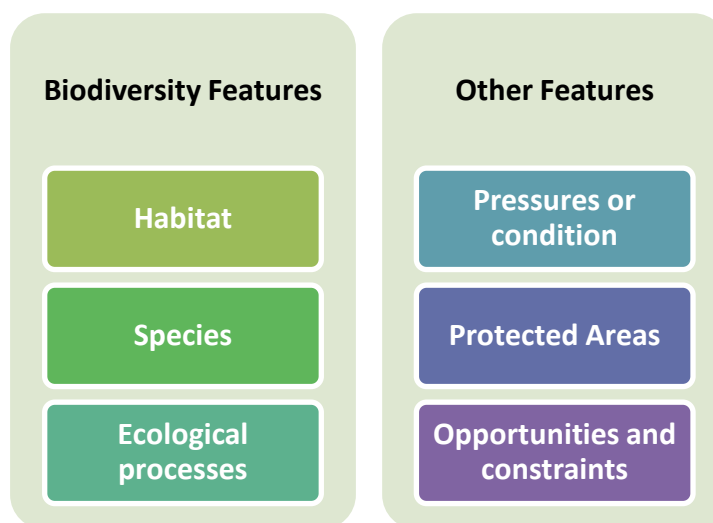 Biodiversity Features
Habitat
Species
Ecological
processes
Other Features
Pressures or
condition
Protected Areas
Opportunities and
constraints